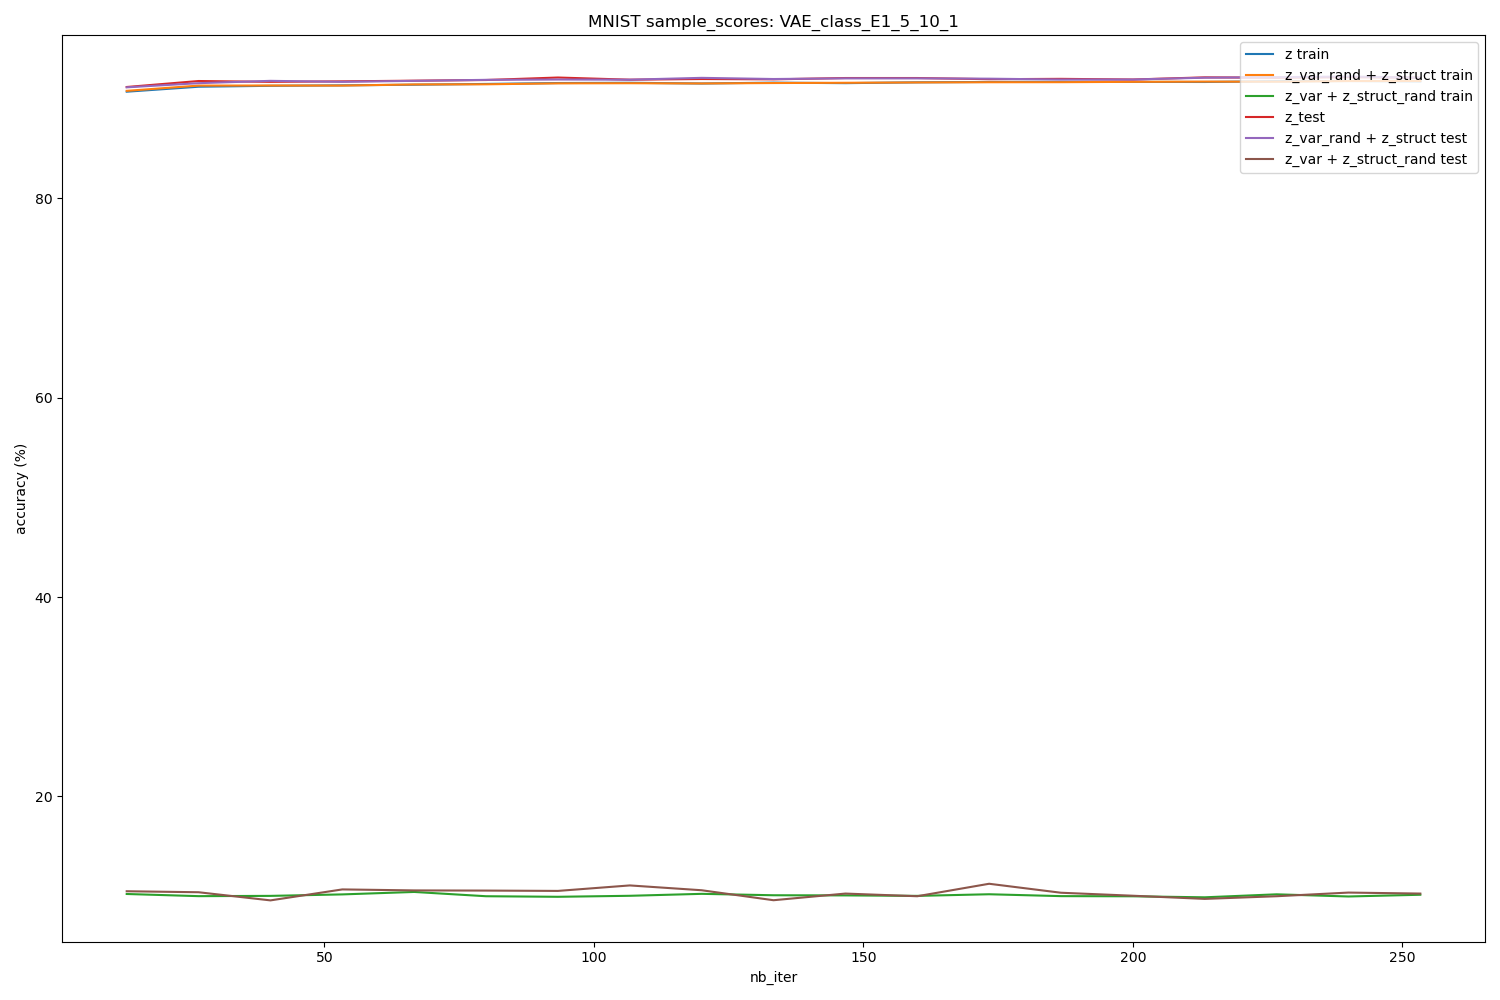 MNIST sample_scores: VAE_class_E1_5_10_1
z train
z_var_rand + z_struct train
z_var + z_struct_rand train
z_test
z_var_rand + z_struct test
z_var + z_struct_rand test
accuracy (%)
80
60
40
20
50
100
150
200
250
nb_iter